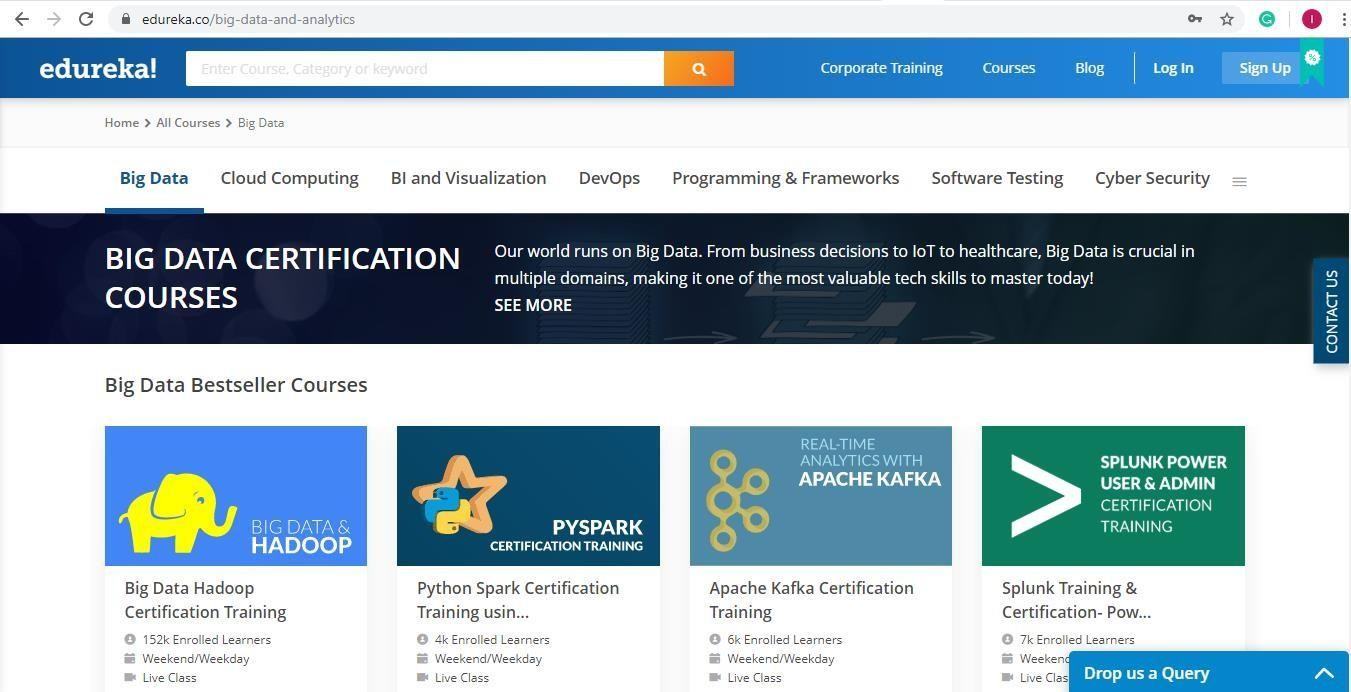 edureka.co/big-data-and-analytics
I
edureka!
Enter Course, Category or keyword
Corporate Training
Courses
Blog
Log In
Sign Up
%
Home
All Courses
Big Data
Big Data
Cloud Computing
BI and Visualization
DevOps
Programming & Frameworks
Software Testing
Cyber Security
BIG DATA CERTIFICATION
COURSES
Our world runs on Big Data. From business decisions to IoT to healthcare, Big Data is crucial in
multiple domains, making it one of the most valuable tech skills to master today!
SEE MORE
CONTACT US
Big Data Bestseller Courses
BIG DATA &
HADOOP
Big Data Hadoop
Certification Training
152k Enrolled Learners
Weekend/Weekday
Live Class
PYSPARK
CERTIFICATION TRAINING
Python Spark Certification
Training usin...
4k Enrolled Learners
Weekend/Weekday
Live Class
REAL-TIME
ANALYTICS WITH
APACHE KAFKA
Apache Kafka Certification
Training
6k Enrolled Learners
Weekend/Weekday
Live Class
SPLUNK POWER
USER & ADMIN
CERTIFICATION
TRAINING
Splunk Training &
Certification- Pow...
7k Enrolled Learners
Weeken
Live Clas
Drop us a Query